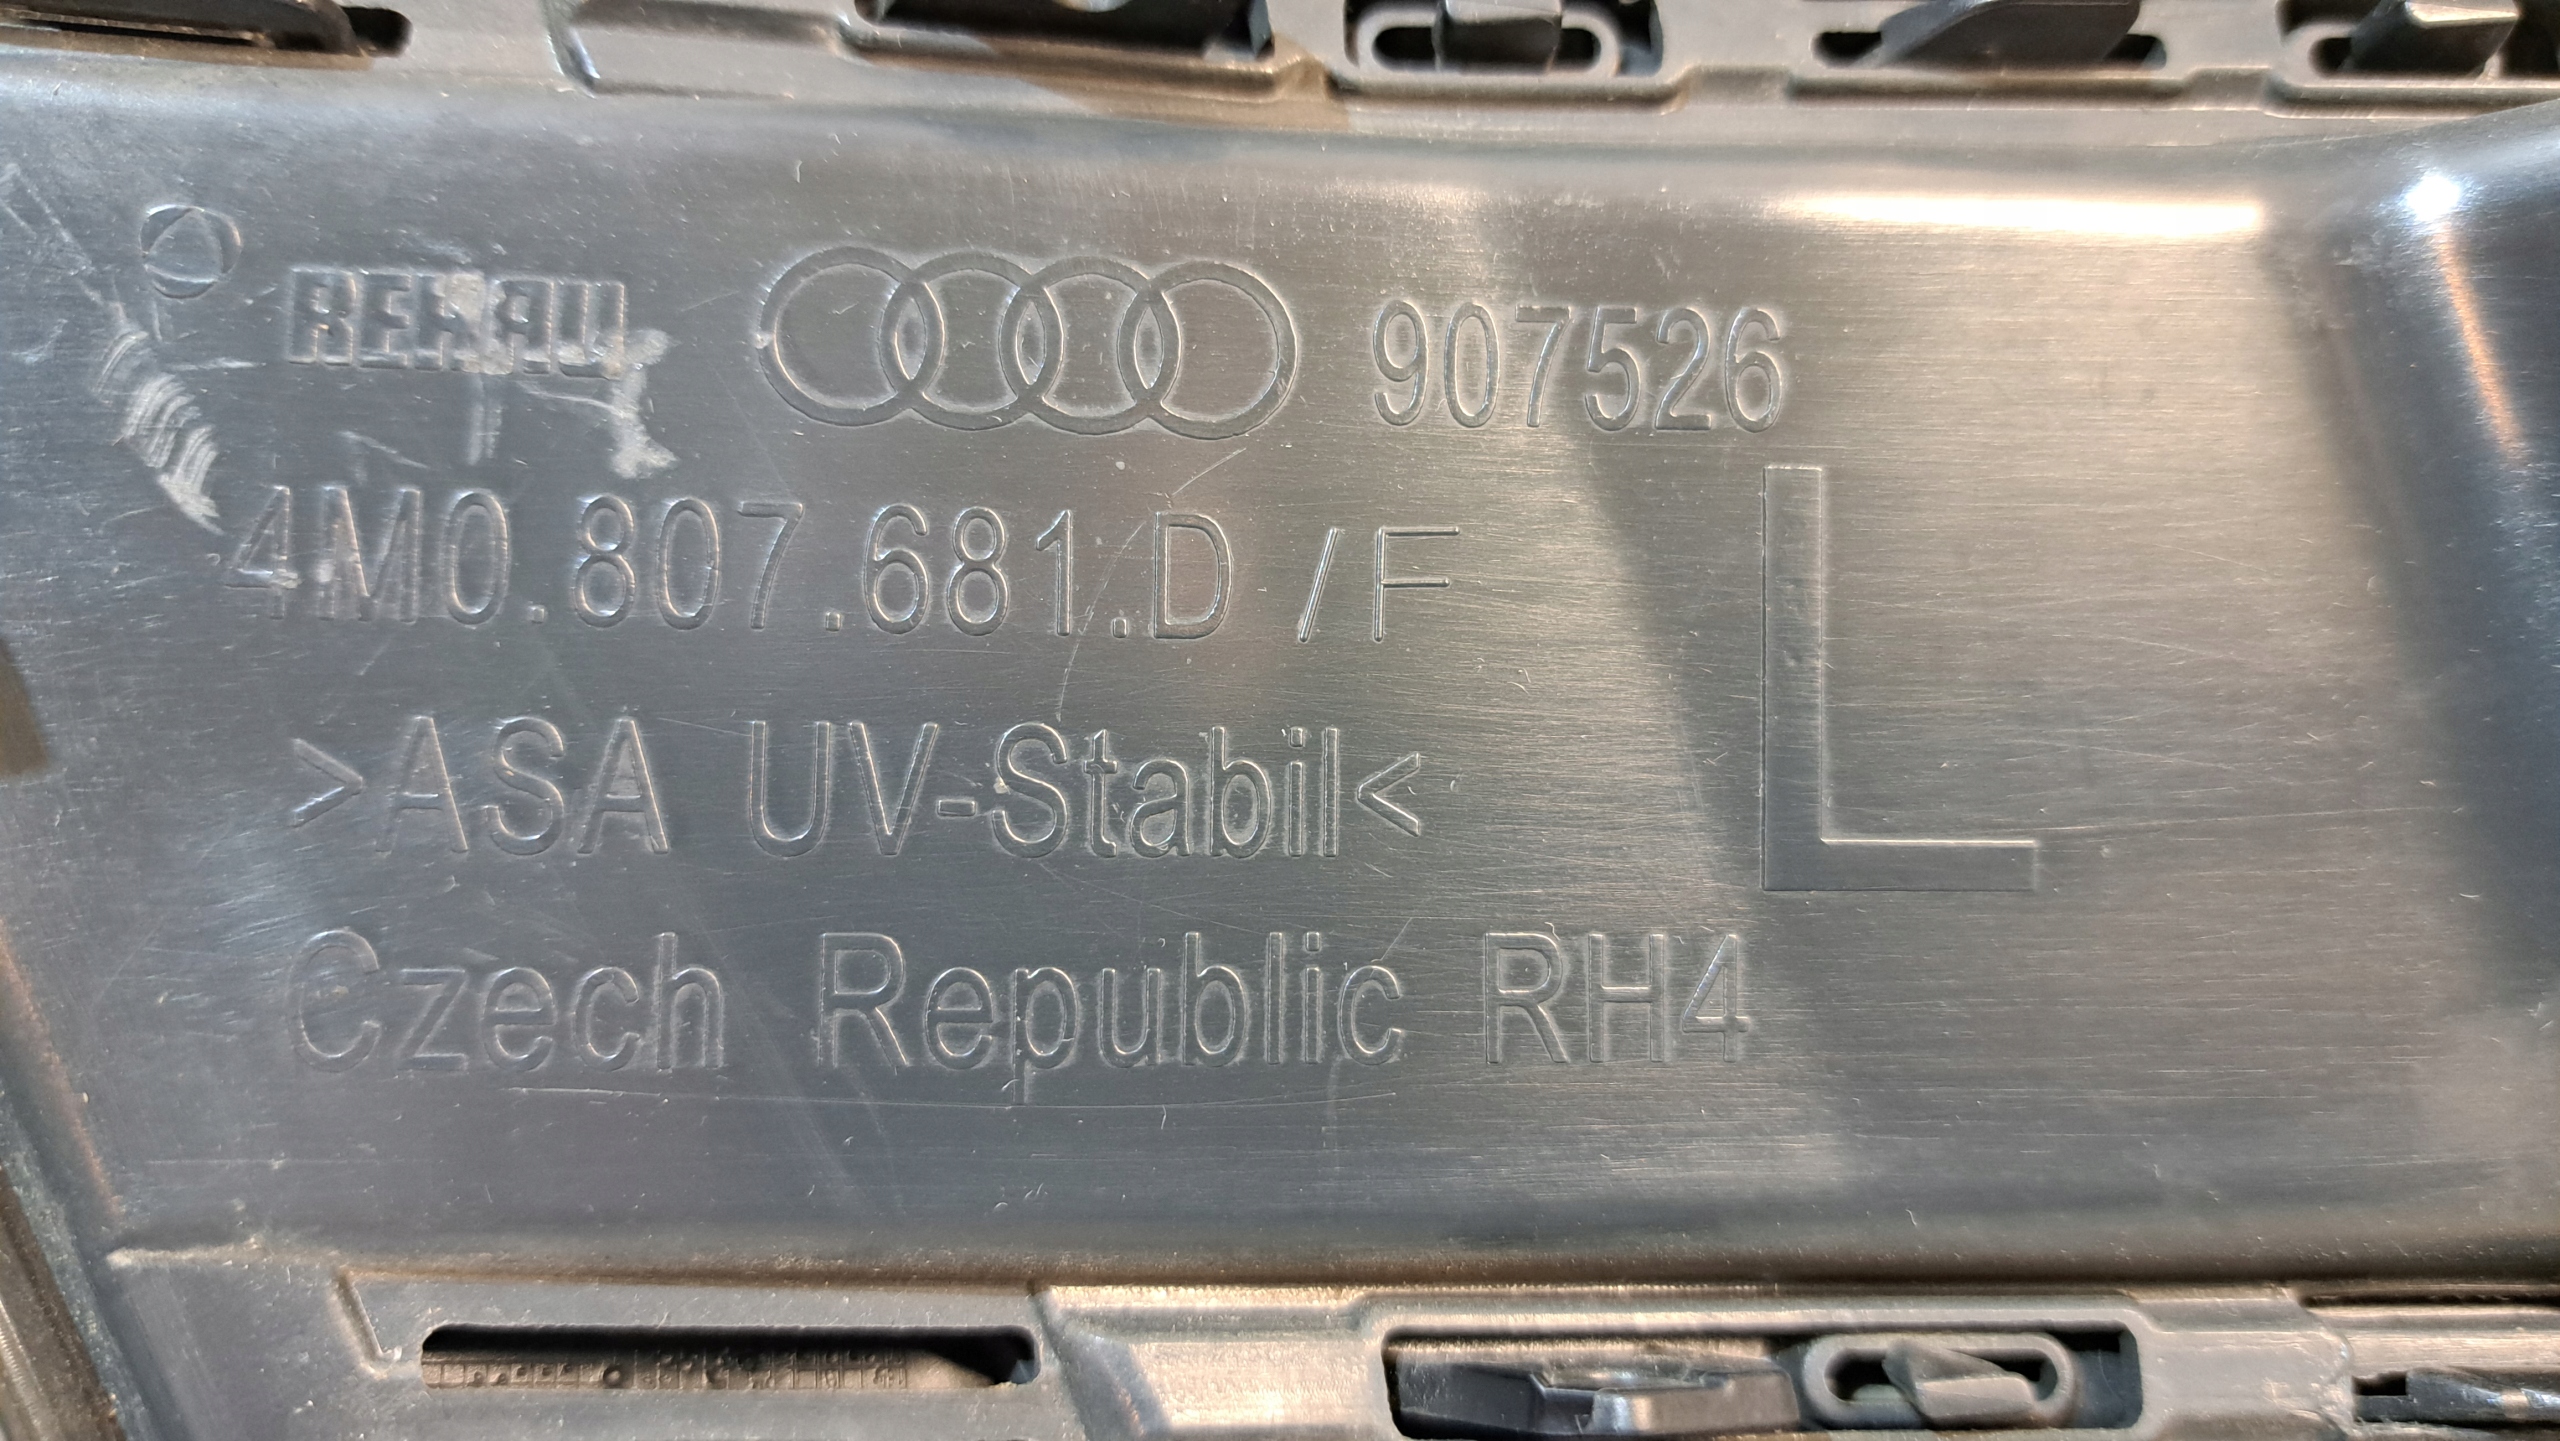 REHAU 907526
4M0.807.681.D /F
L
>ASA UV-Stabil<
Czech Republic RH4